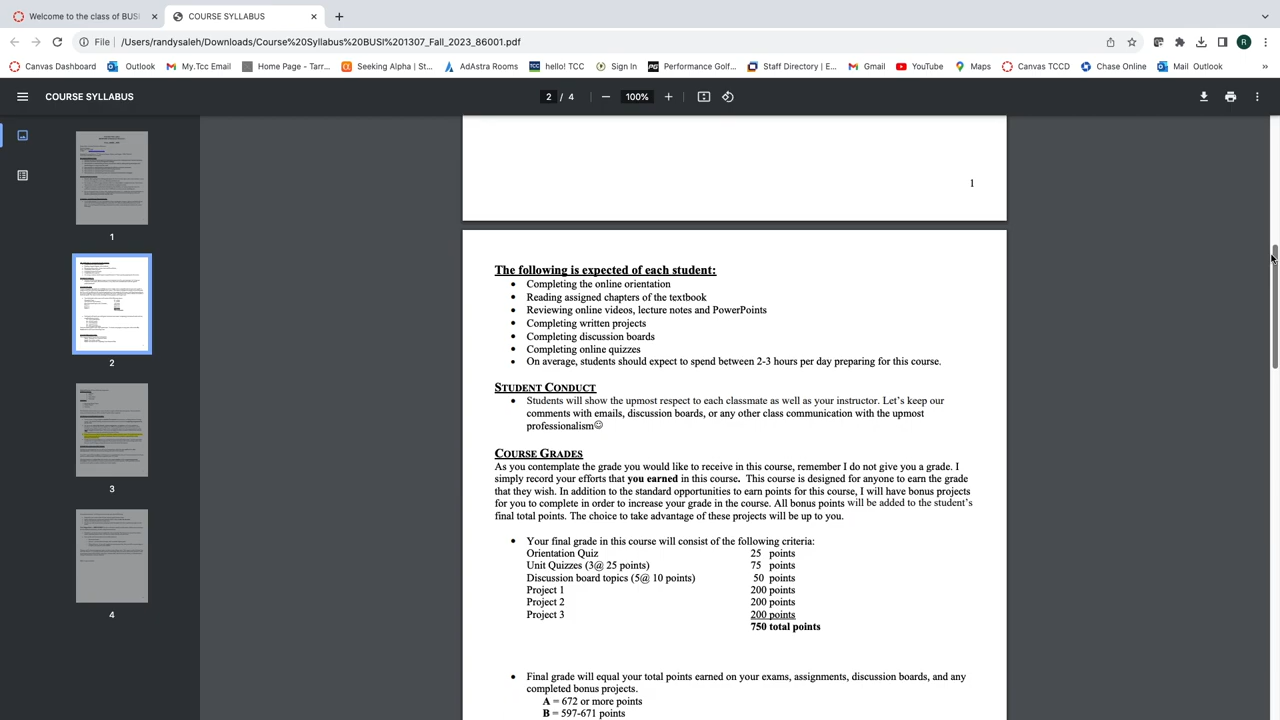 Welcome to the class of BUSI
COURSE SYLLABUS
File
/Users/randysaleh/Downloads/Course%20Syllabus%20BUSI%201307_Fall_2023_86001.pdf
R
Canvas Dashboard
Outlook
My.Tcc Email
Home Page - Tarr...
Seeking Alpha | St...
AdAstra Rooms
TCC hello! TCC
Sign In
Performance Golf...
Staff Directory | E...
Gmail
YouTube
Maps
Canvas TCCD
Chase Online
Mail Outlook
»
COURSE SYLLABUS
2 / 4
100%
1
2
3
4
1
The following is expected of each student:
• Completing the online orientation
• Reading assigned chapters of the textbook
• Reviewing online videos, lecture notes and PowerPoints
• Completing written projects
• Completing discussion boards
• Completing online quizzes
• On average, students should expect to spend between 2-3 hours per day preparing for this course.
STUDENT CONDUCT
• Students will show the upmost respect to each classmate as well as your instructor. Let's keep our
comments with emails, discussion boards, or any other class communication with the upmost
professionalism☺
COURSE GRADES
As you contemplate the grade you would like to receive in this course, remember I do not give you a grade. I
simply record your efforts that you earned in this course. This course is designed for anyone to earn the grade
that they wish. In addition to the standard opportunities to earn points for this course, I will have bonus projects
for you to complete in order to increase your grade in the course. All bonus points will be added to the student's
final total points. The choice to take advantage of these projects will be up to you.
• Your final grade in this course will consist of the following criteria:
Orientation Quiz 25 points
Unit Quizzes (3@ 25 points) 75 points
Discussion board topics (5@ 10 points) 50 points
Project 1 200 points
Project 2 200 points
Project 3 200 points
750 total points
• Final grade will equal your total points earned on your exams, assignments, discussion boards, and any
completed bonus projects.
A = 672 or more points
B = 597-671 points